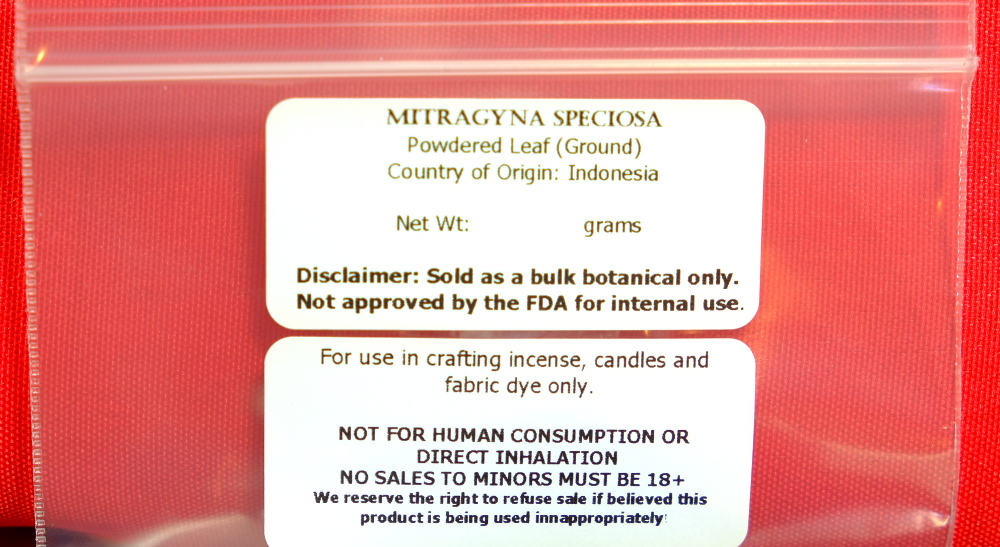 MITRAGYNA SPECIOSA
Powdered Leaf (Ground)
Country of Origin: Indonesia
Net Wt: grams
Disclaimer: Sold as a bulk botanical only.
Not approved by the FDA for internal use.
For use in crafting incense, candles and
fabric dye only.
NOT FOR HUMAN CONSUMPTION OR
DIRECT INHALATION
NO SALES TO MINORS MUST BE 18+
We reserve the right to refuse sale if believed this
product is being used innappropriately